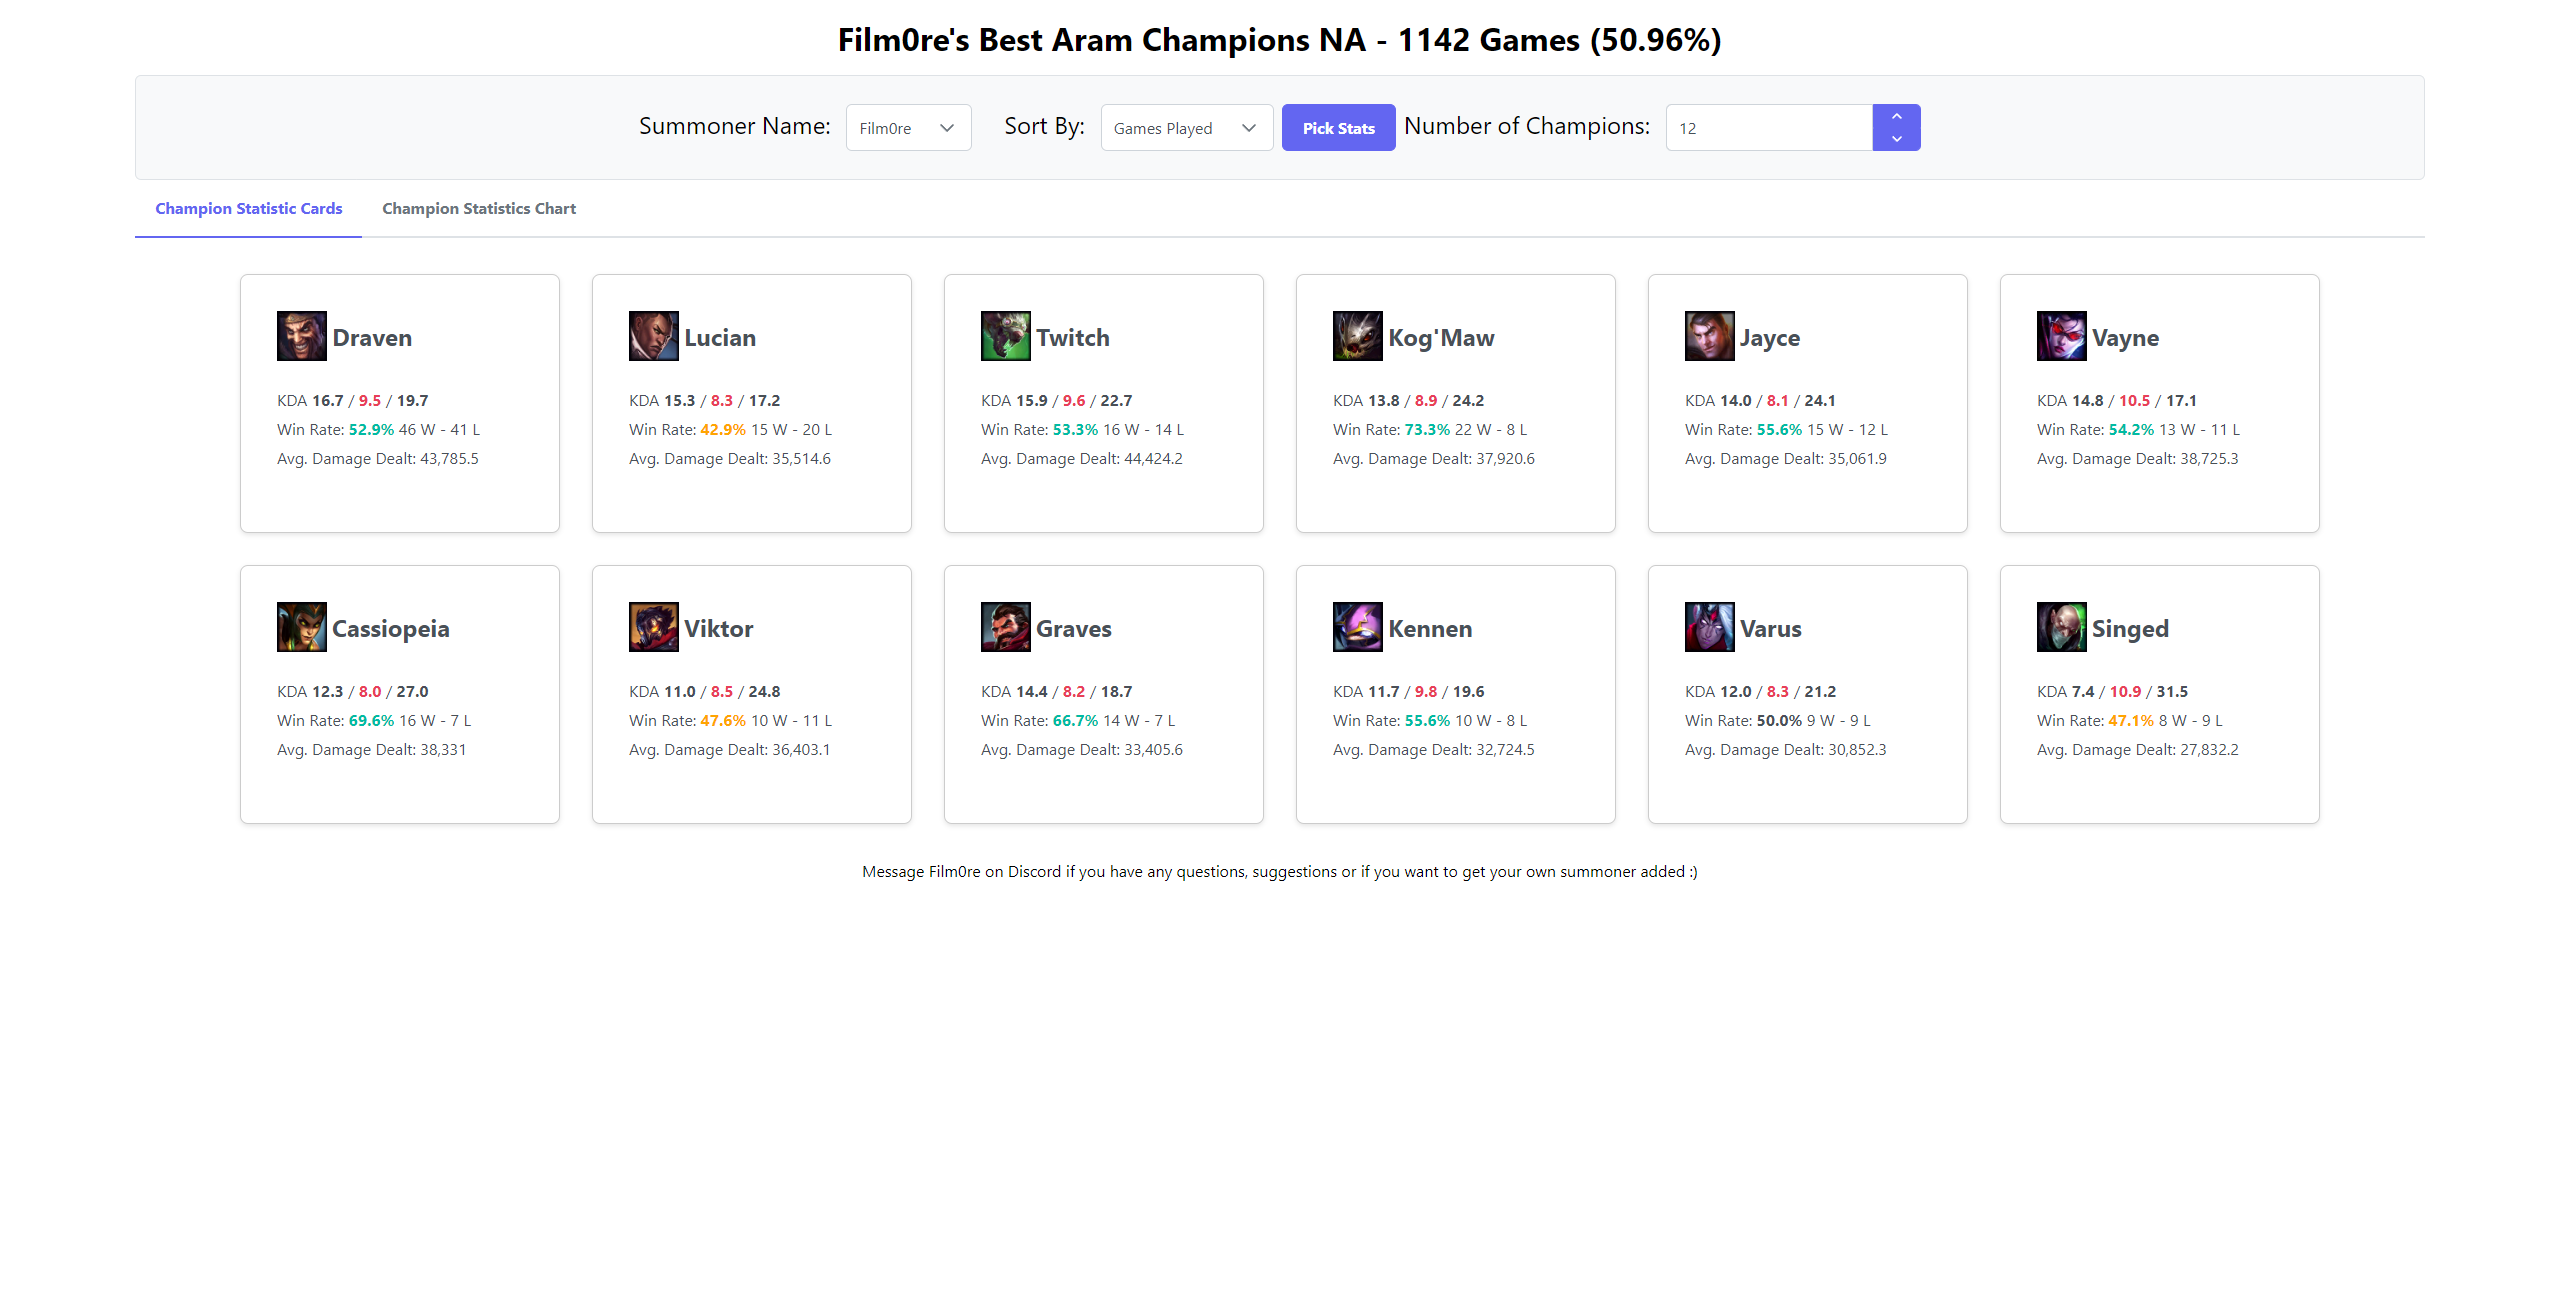 Film0re's Best Aram Champions NA - 1142 Games (50.96%)
Summoner Name: Film0re Sort By: Games Played Pick Stats Number of Champions: 12
Champion Statistic Cards Champion Statistics Chart
Draven
KDA 16.7 / 9.5 / 19.7
Win Rate: 52.9% 46 W - 41 L
Avg. Damage Dealt: 43,785.5
Lucian
KDA 15.3 / 8.3 / 17.2
Win Rate: 42.9% 15 W - 20 L
Avg. Damage Dealt: 35,514.6
Twitch
KDA 15.9 / 9.6 / 22.7
Win Rate: 53.3% 16 W - 14 L
Avg. Damage Dealt: 44,424.2
Kog'Maw
KDA 13.8 / 8.9 / 24.2
Win Rate: 73.3% 22 W - 8 L
Avg. Damage Dealt: 37,920.6
Jayce
KDA 14.0 / 8.1 / 24.1
Win Rate: 55.6% 15 W - 12 L
Avg. Damage Dealt: 35,061.9
Vayne
KDA 14.8 / 10.5 / 17.1
Win Rate: 54.2% 13 W - 11 L
Avg. Damage Dealt: 38,725.3
Cassiopeia
KDA 12.3 / 8.0 / 27.0
Win Rate: 69.6% 16 W - 7 L
Avg. Damage Dealt: 38,331
Viktor
KDA 11.0 / 8.5 / 24.8
Win Rate: 47.6% 10 W - 11 L
Avg. Damage Dealt: 36,403.1
Graves
KDA 14.4 / 8.2 / 18.7
Win Rate: 66.7% 14 W - 7 L
Avg. Damage Dealt: 33,405.6
Kennen
KDA 11.7 / 9.8 / 19.6
Win Rate: 55.6% 10 W - 8 L
Avg. Damage Dealt: 32,724.5
Varus
KDA 12.0 / 8.3 / 21.2
Win Rate: 50.0% 9 W - 9 L
Avg. Damage Dealt: 30,852.3
Singed
KDA 7.4 / 10.9 / 31.5
Win Rate: 47.1% 8 W - 9 L
Avg. Damage Dealt: 27,832.2
Message Film0re on Discord if you have any questions, suggestions or if you want to get your own summoner added :)